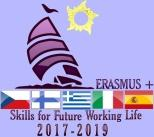 ERASMUS +
Skills for Future Working Life
2017-2019